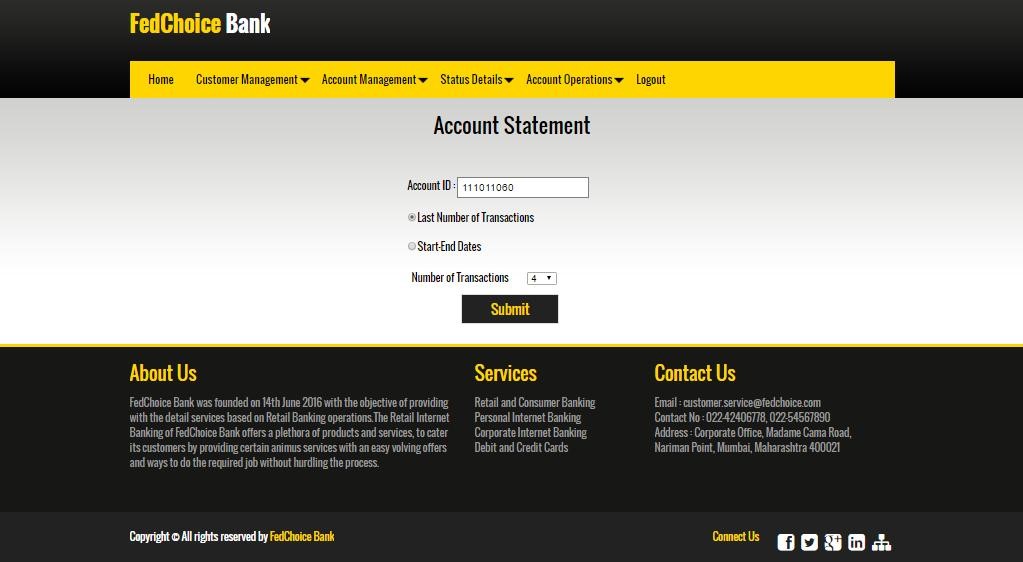 FedChoice Bank
Home Customer Management Account Management Status Details Account Operations Logout
Account Statement
Account ID : 111011060
Last Number of Transactions
Start-End Dates
Number of Transactions 4
Submit
About Us
FedChoice Bank was founded on 14th June 2016 with the objective of providing
with the detail services based on Retail Banking operations.The Retail Internet
Banking of FedChoice Bank offers a plethora of products and services, to cater
its customers by providing certain animus services with an easy volving offers
and ways to do the required job without hurdling the process.
Services
Retail and Consumer Banking
Personal Internet Banking
Corporate Internet Banking
Debit and Credit Cards
Contact Us
Email : customer.service@fedchoice.com
Contact No : 022-42406778, 022-54567890
Address : Corporate Office, Madame Cama Road,
Nariman Point, Mumbai, Maharashtra 400021
Copyright © All rights reserved by FedChoice Bank
Connect Us